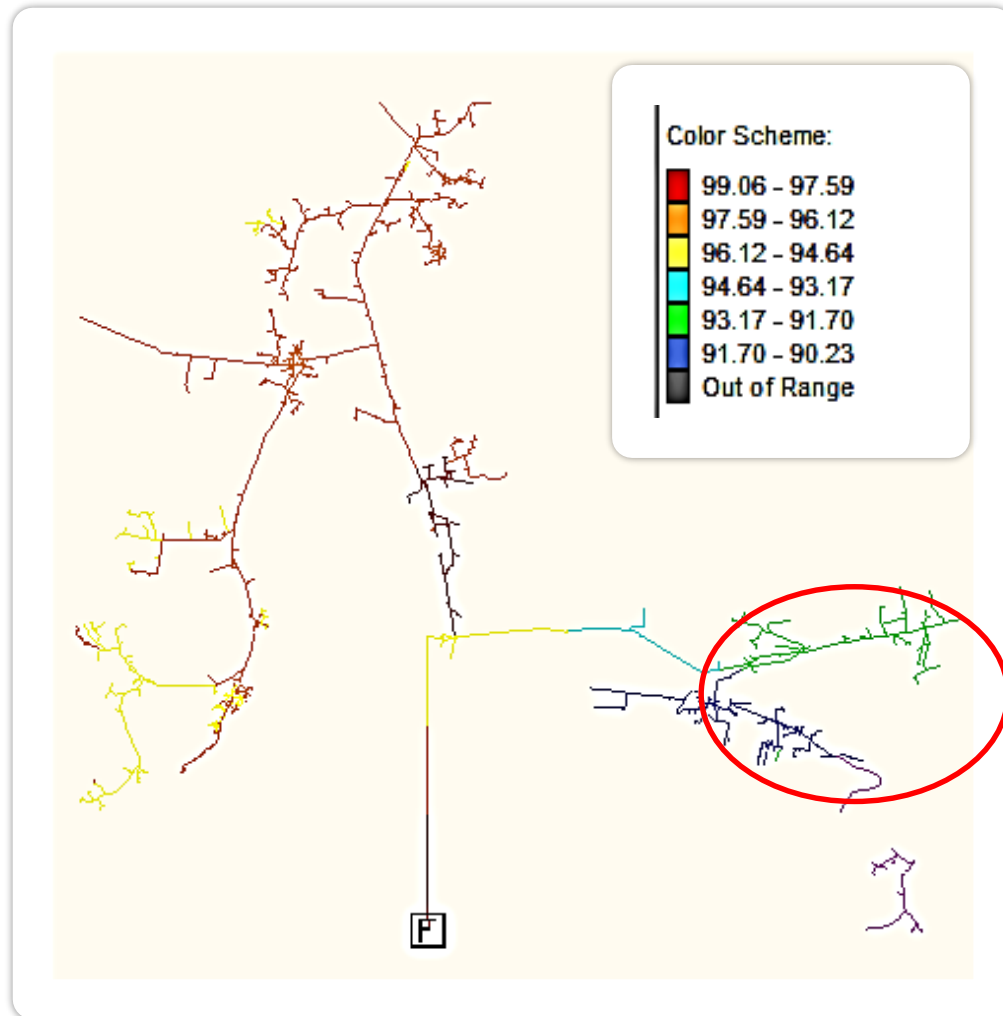 Color Scheme:
99.06 - 97.59
97.59 - 96.12
96.12 - 94.64
94.64 - 93.17
93.17 - 91.70
91.70 - 90.23
Out of Range
F